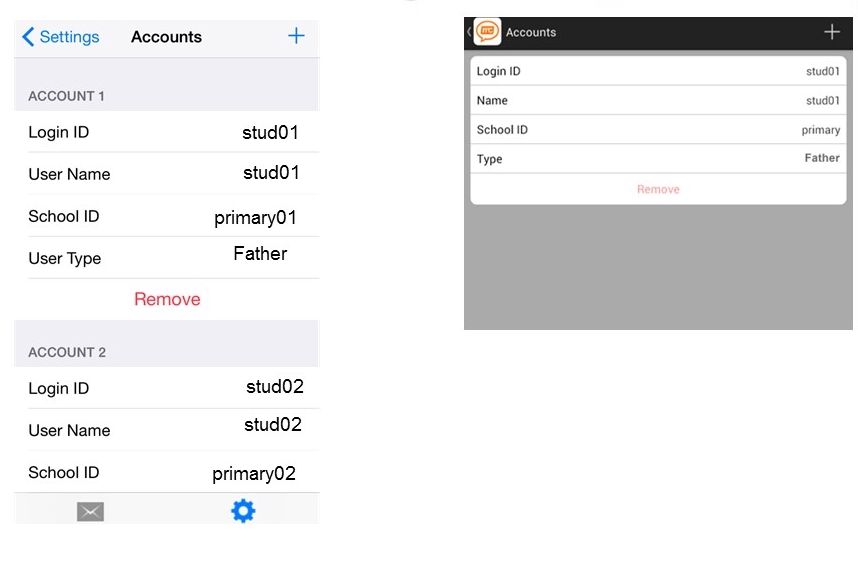 Settings Accounts +
ACCOUNT 1
Login ID stud01
User Name stud01
School ID primary01
User Type Father
Remove
ACCOUNT 2
Login ID stud02
User Name stud02
School ID primary02
Accounts +
Login ID stud01
Name stud01
School ID primary
Type Father
Remove